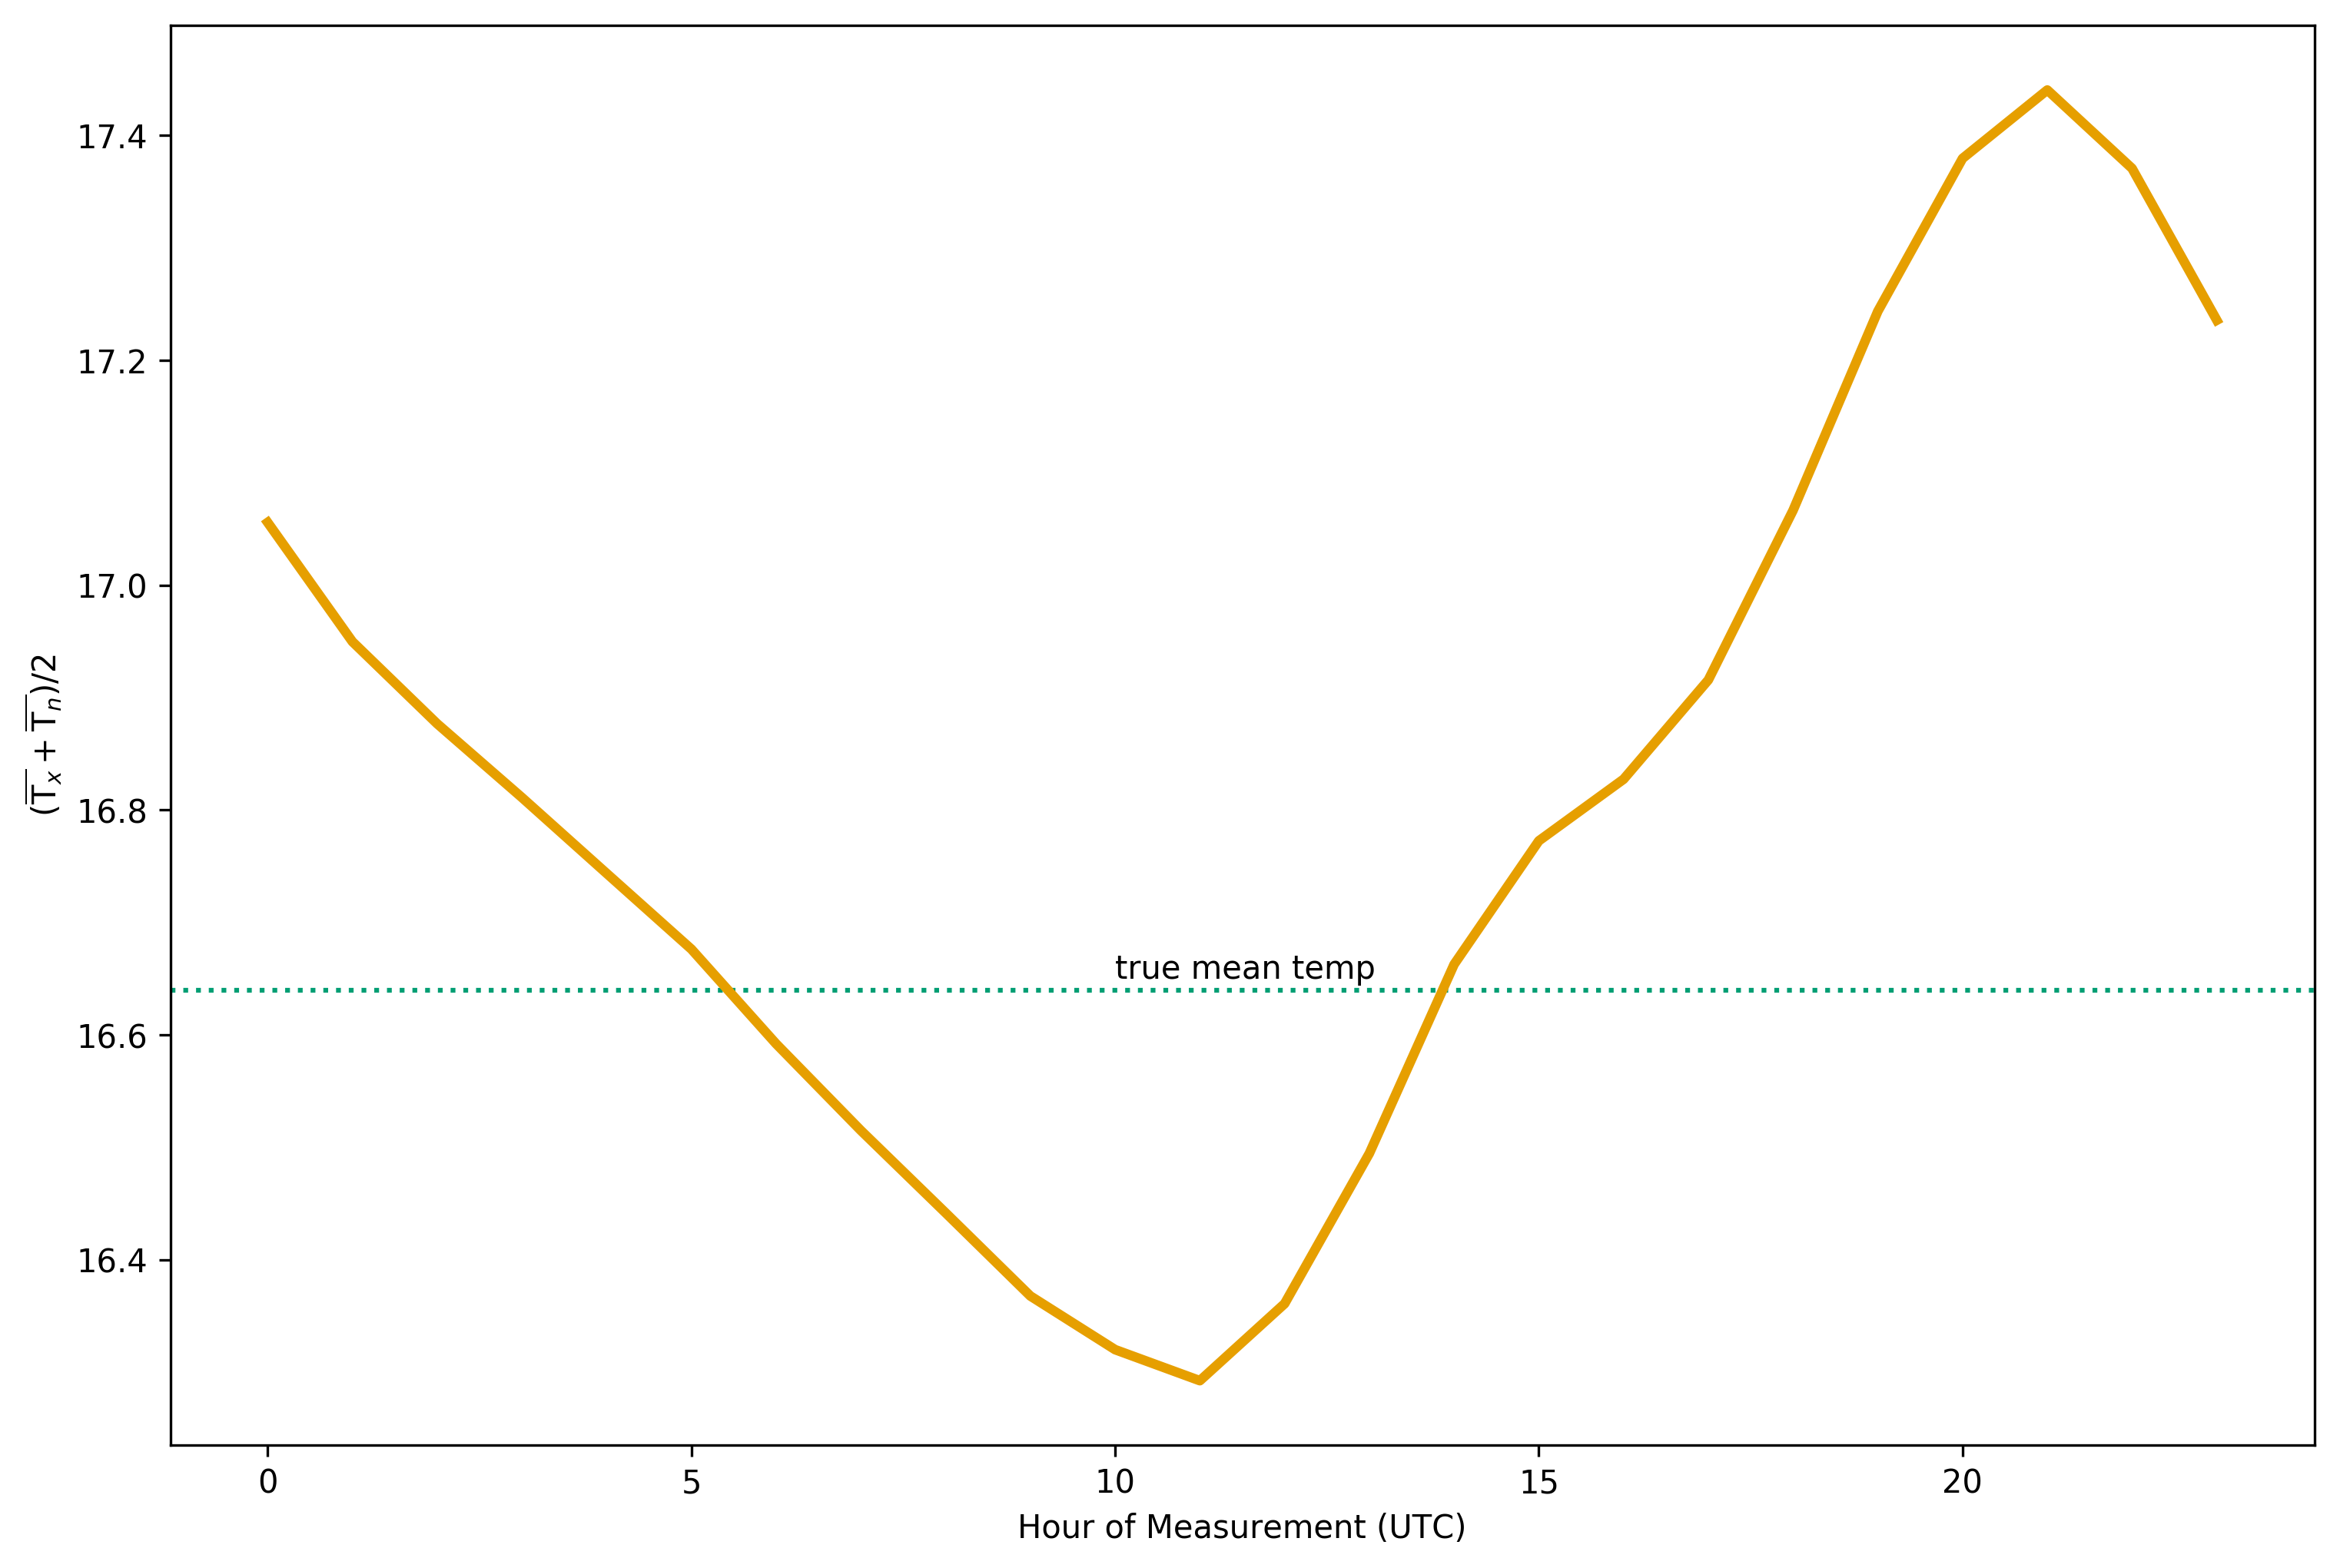 17.4
17.2
17.0
16.8
16.6
16.4
(T̅ₓ + T̅ₙ)/2
true mean temp
0 5 10 15 20
Hour of Measurement (UTC)